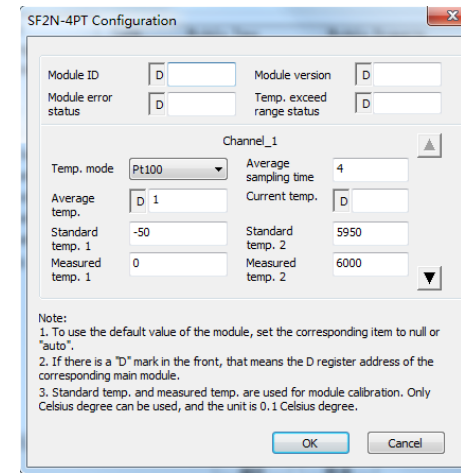 SF2N-4PT Configuration
Module ID D Module version D
Module error status D Temp. exceed range status D
Channel_1
Temp. mode Pt100 Average sampling time 4
Average temp. D 1 Current temp. D
Standard temp. 1 -50 Standard temp. 2 5950
Measured temp. 1 0 Measured temp. 2 6000
Note:
1. To use the default value of the module, set the corresponding item to null or
"auto".
2. If there is a "D" mark in the front, that means the D register address of the
corresponding main module.
3. Standard temp. and measured temp. are used for module calibration. Only
Celsius degree can be used, and the unit is 0.1 Celsius degree.
OK Cancel